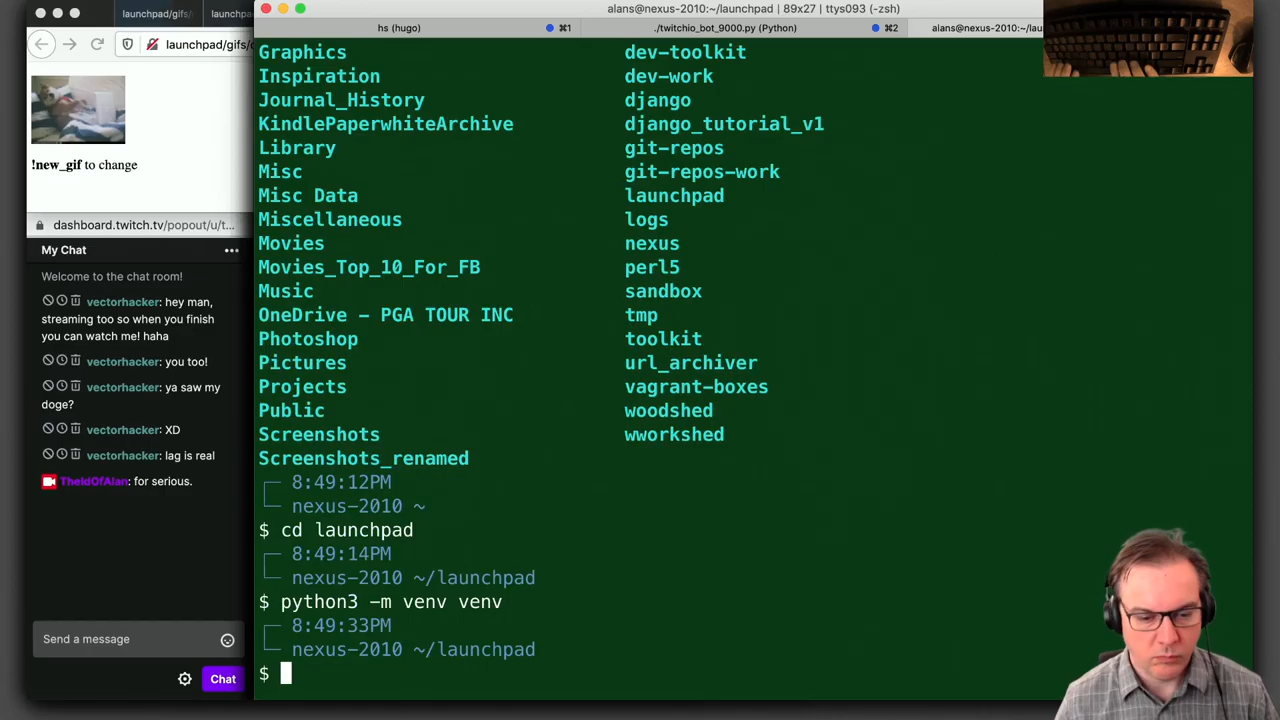 launchpad/gifs/
launchp
launchpad/gifs/
!new_gif to change
dashboard.twitch.tv/popout/u/t...
My Chat
Welcome to the chat room!
vectorhacker: hey man,
streaming too so when you finish
you can watch me! haha
vectorhacker: you too!
vectorhacker: ya saw my
doge?
vectorhacker: XD
vectorhacker: lag is real
TheIdOfAlan: for serious.
Send a message
Chat
alans@nexus-2010:~/launchpad | 89x27 | ttys093 (-zsh)
hs (hugo) ⌘1
./twitchio_bot_9000.py (Python) ⌘2
alans@nexus-2010:~/lau
Graphics dev-toolkit
Inspiration dev-work
Journal_History django
KindlePaperwhiteArchive django_tutorial_v1
Library git-repos
Misc git-repos-work
Misc Data launchpad
Miscellaneous logs
Movies nexus
Movies_Top_10_For_FB perl5
Music sandbox
OneDrive - PGA TOUR INC tmp
Photoshop toolkit
Pictures url_archiver
Projects vagrant-boxes
Public woodshed
Screenshots wworkshed
Screenshots_renamed
8:49:12PM
nexus-2010 ~
$ cd launchpad
8:49:14PM
nexus-2010 ~/launchpad
$ python3 -m venv venv
8:49:33PM
nexus-2010 ~/launchpad
$